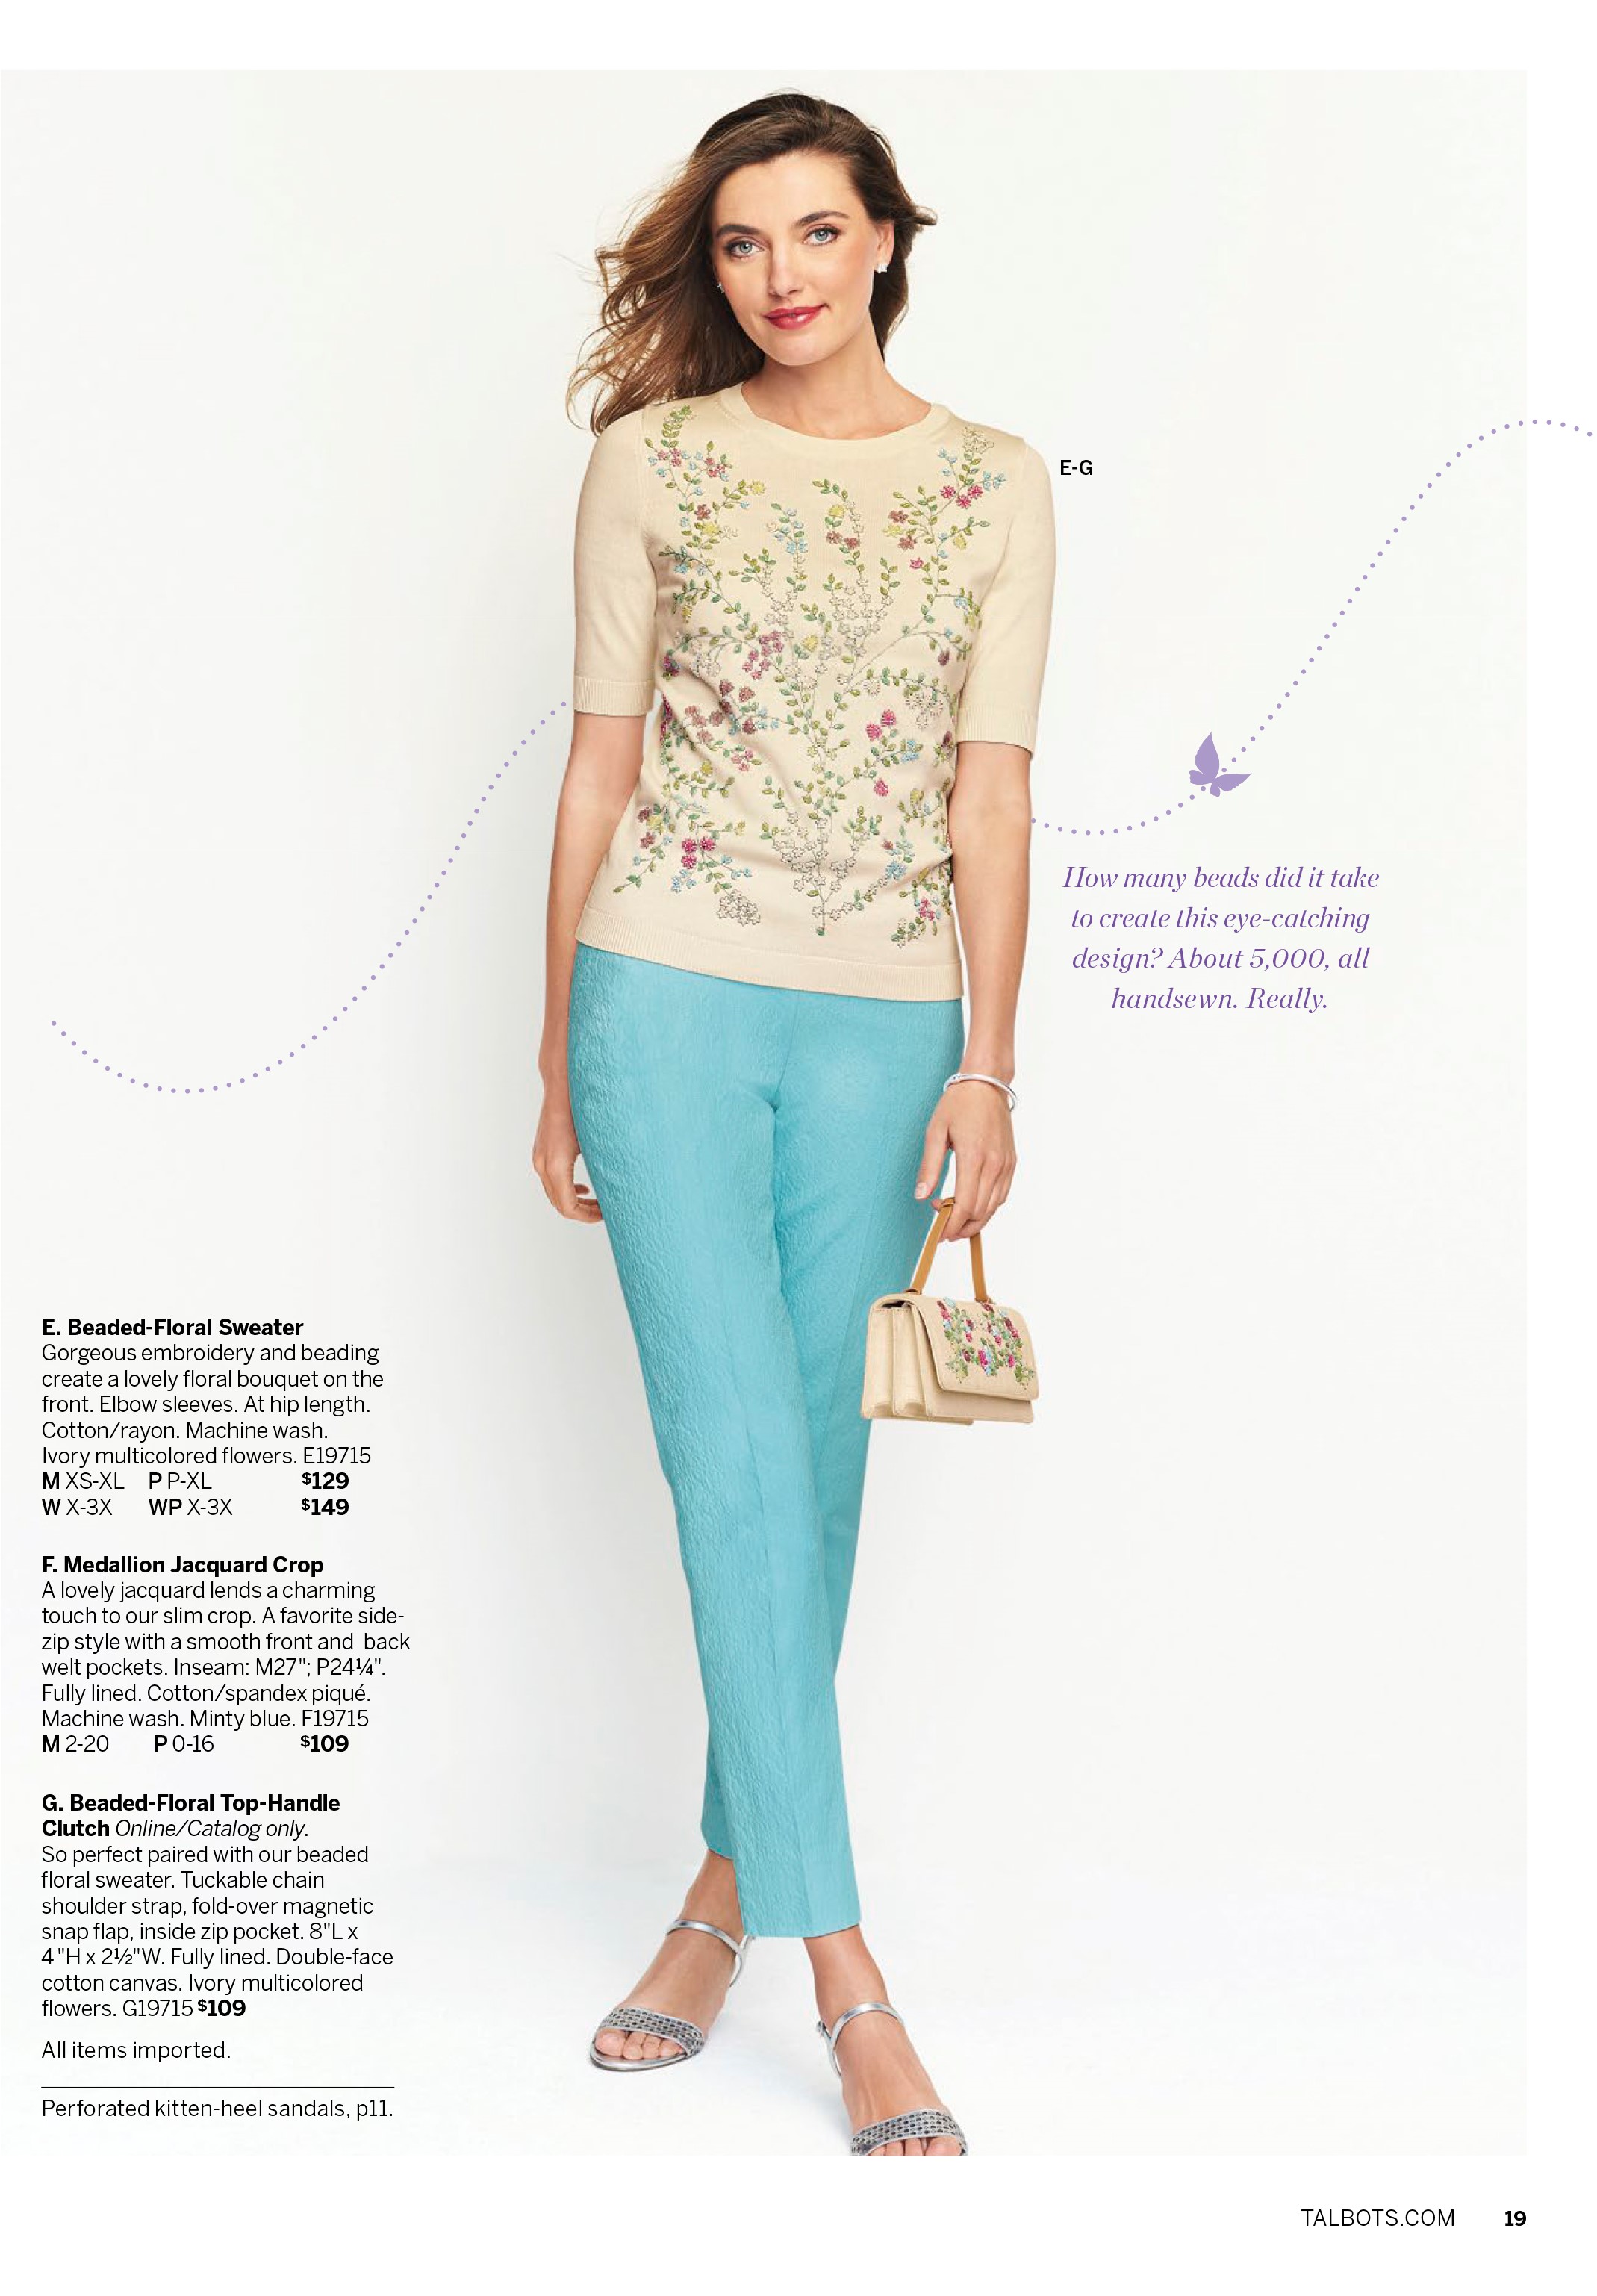 E-G
How many beads did it take
to create this eye-catching
design? About 5,000, all
handsewn. Really.
E. Beaded-Floral Sweater
Gorgeous embroidery and beading
create a lovely floral bouquet on the
front. Elbow sleeves. At hip length.
Cotton/rayon. Machine wash.
Ivory multicolored flowers. E19715
M XS-XL P P-XL $129
W X-3X WP X-3X $149
F. Medallion Jacquard Crop
A lovely jacquard lends a charming
touch to our slim crop. A favorite side-
zip style with a smooth front and back
welt pockets. Inseam: M27"; P24¼".
Fully lined. Cotton/spandex piqué.
Machine wash. Minty blue. F19715
M 2-20 P 0-16 $109
G. Beaded-Floral Top-Handle
Clutch Online/Catalog only.
So perfect paired with our beaded
floral sweater. Tuckable chain
shoulder strap, fold-over magnetic
snap flap, inside zip pocket. 8"L x
4"H x 2½"W. Fully lined. Double-face
cotton canvas. Ivory multicolored
flowers. G19715 $109
All items imported.
Perforated kitten-heel sandals, p11.
TALBOTS.COM 19